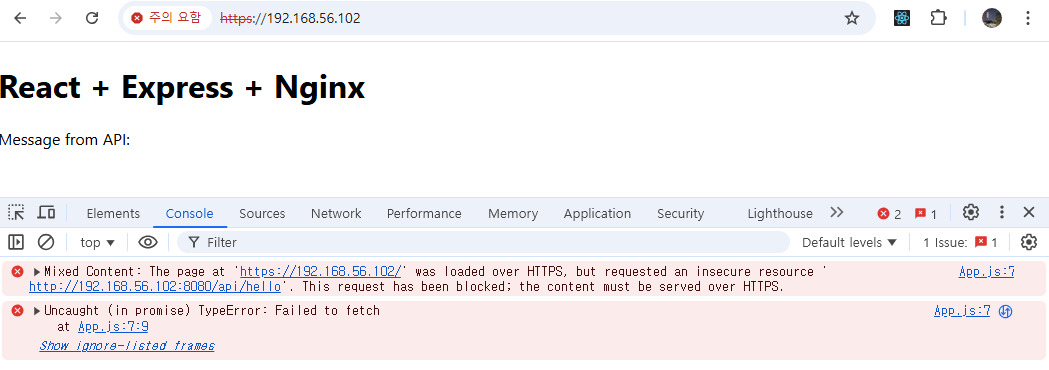 주의 요함 https://192.168.56.102
React + Express + Nginx
Message from API:
Elements Console Sources Network Performance Memory Application Security Lighthouse 2 1
top Filter Default levels 1 Issue: 1
Mixed Content: The page at 'https://192.168.56.102/' was loaded over HTTPS, but requested an insecure resource ' App.js:7
http://192.168.56.102:8080/api/hello'. This request has been blocked; the content must be served over HTTPS.
Uncaught (in promise) TypeError: Failed to fetch App.js:7
at App.js:7:9
Show ignore-listed frames